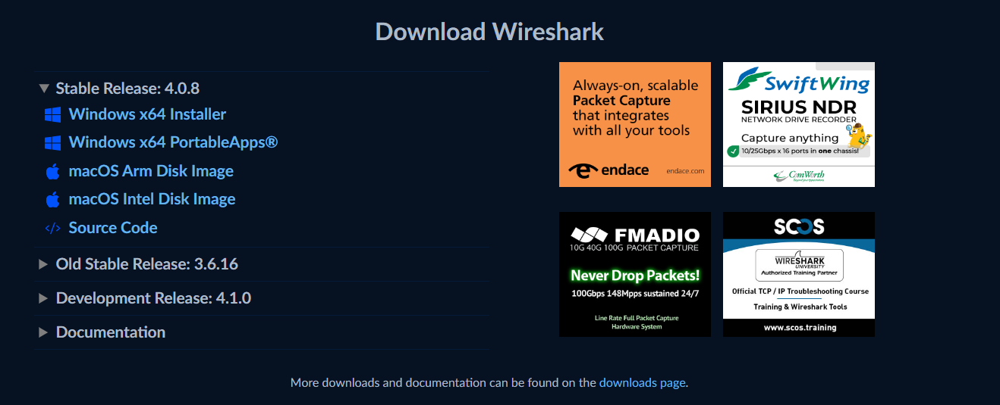 Download Wireshark
Stable Release: 4.0.8
Windows x64 Installer
Windows x64 PortableApps®
macOS Arm Disk Image
macOS Intel Disk Image
</> Source Code
Old Stable Release: 3.6.16
Development Release: 4.1.0
Documentation
Always-on, scalable
Packet Capture
that integrates
with all your tools
endace
endace.com
SwiftWing
SIRIUS NDR
NETWORK DRIVE RECORDER
Capture anything
10/25Gbps x 16 ports in one chassis!
ComWorth
FMADIO
10G 40G 100G PACKET CAPTURE
Never Drop Packets!
100Gbps 148Mpps sustained 24/7
Line Rate Full Packet Capture
Hardware System
SCOS
WIRESHARK
UNIVERSITY
Authorized Training Partner
Official TCP / IP Troubleshooting Course
Training & Wireshark Tools
www.scos.training
More downloads and documentation can be found on the downloads page.